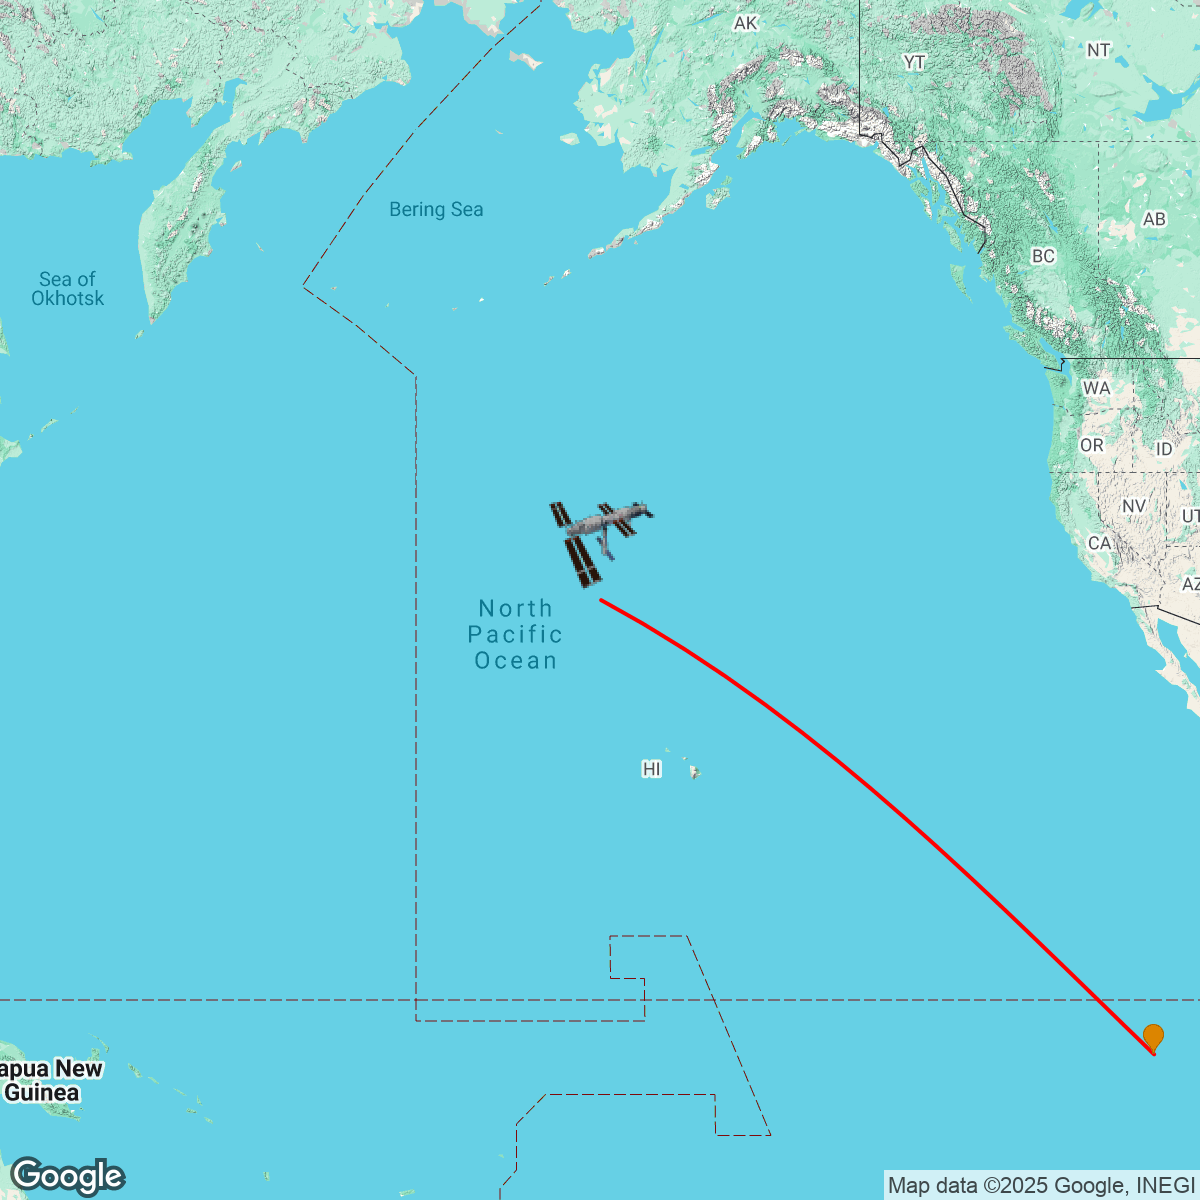 AK
YT
NT
Bering Sea
AB
BC
Sea of
Okhotsk
WA
OR
ID
NV
UT
CA
AZ
North
Pacific
Ocean
HI
apua New
Guinea
Google
Map data ©2025 Google, INEGI